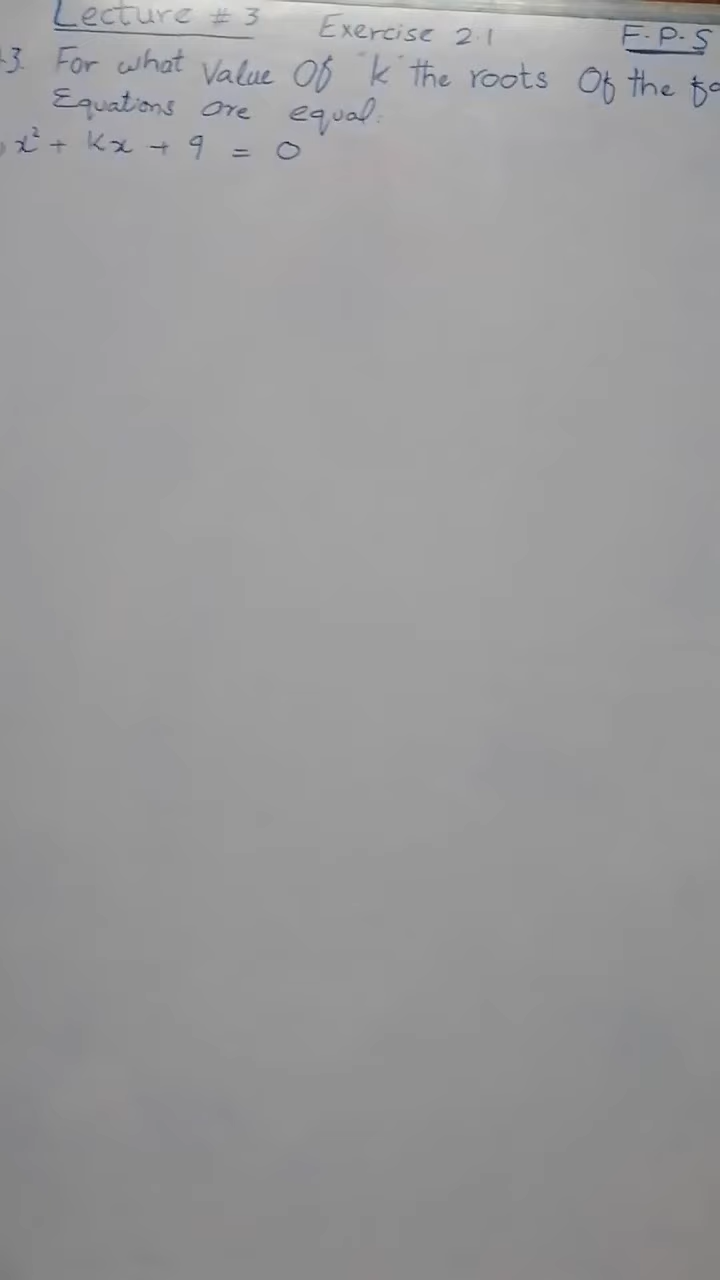 Lecture # 3 Exercise 2.1 F.P.S
3. For what Value Of "k" the roots Of the
Equations are equal.
x² + kx + 9 = 0